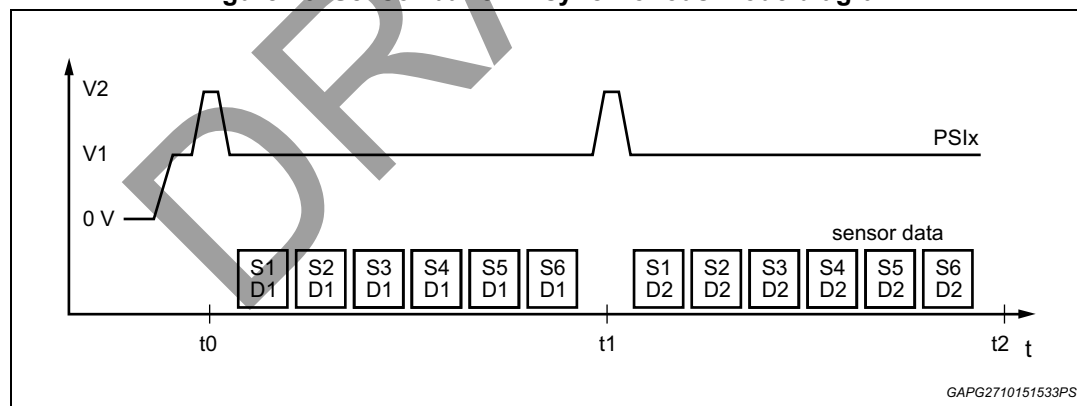 V2
V1
PSIx
0 V
sensor data
S1 S2 S3 S4 S5 S6 S1 S2 S3 S4 S5 S6
D1 D1 D1 D1 D1 D1 D2 D2 D2 D2 D2 D2
t0 t1 t2 t
GAPG2710151533PS